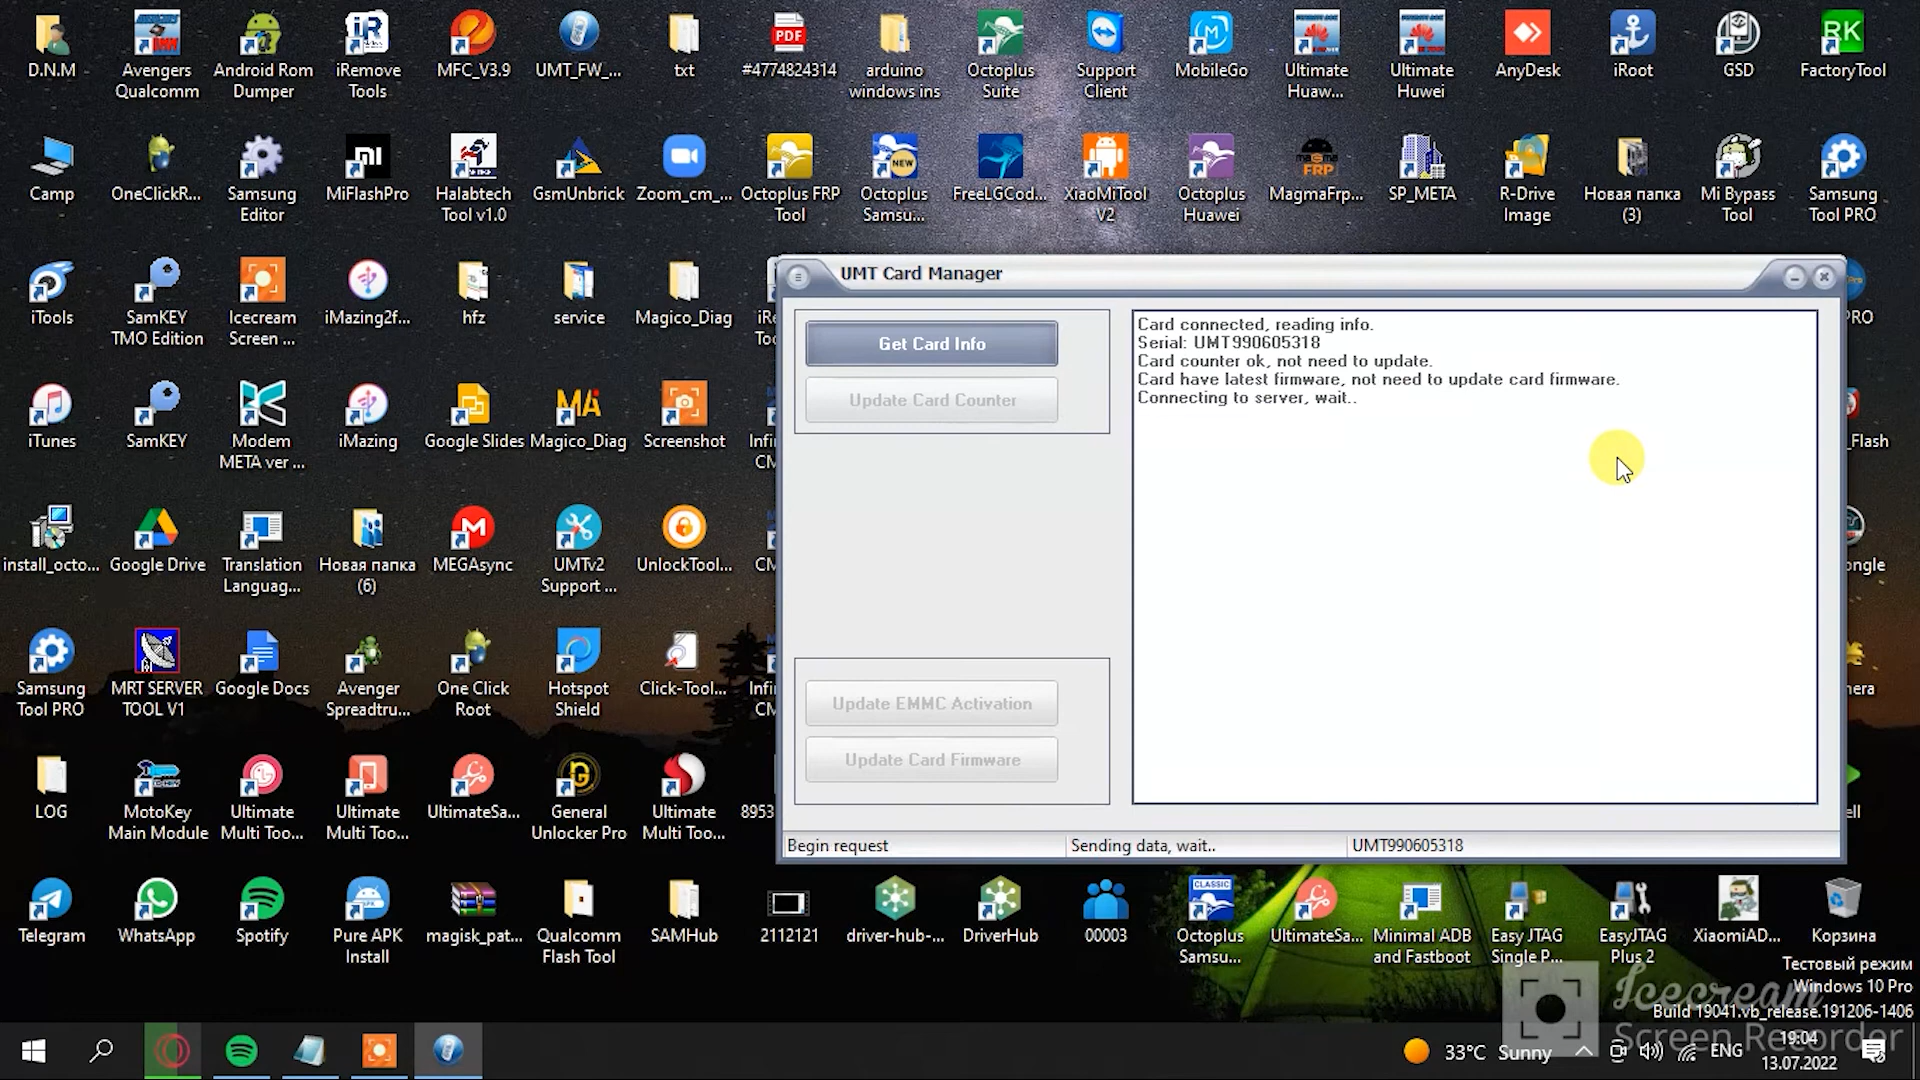 D.N.M
Avengers
Qualcomm
Android Rom
Dumper
iRemove
Tools
MFC_V3.9
UMT_FW_...
txt
PDF
#4774824314
arduino
windows ins
Octoplus
Suite
Support
Client
MobileGo
Ultimate
Huaw...
Ultimate
Huwei
AnyDesk
iRoot
GSD
RK
FactoryTool
Camp
OneClickR...
Samsung
Editor
MiFlashPro
Halabtech
Tool v1.0
GsmUnbrick
Zoom_cm_...
Octoplus FRP
Tool
NEW
Octoplus
Samsu...
FreeLGCod...
XiaoMiTool
V2
Octoplus
Huawei
MagmaFrp...
SP_META
R-Drive
Image
Новая папка
(3)
Mi Bypass
Tool
Samsung
Tool PRO
iTools
SamKEY
TMO Edition
Icecream
Screen ...
iMazing2f...
hfz
service
Magico_Diag
iTunes
SamKEY
Modem
META ver ...
iMazing
Google Slides
MA
Magico_Diag
Screenshot
install_octo...
Google Drive
Translation
Languag...
Новая папка
(6)
MEGAsync
UMTv2
Support ...
UnlockTool...
Samsung
Tool PRO
MRT SERVER
TOOL V1
Google Docs
Avenger
Spreadtru...
One Click
Root
Hotspot
Shield
Click-Tool...
LOG
MotoKey
Main Module
Ultimate
Multi Too...
Ultimate
Multi Too...
UltimateSa...
General
Unlocker Pro
Ultimate
Multi Too...
8953
UMT Card Manager
Get Card Info
Update Card Counter
Update EMMC Activation
Update Card Firmware
Card connected, reading info.
Serial: UMT990605318
Card counter ok, not need to update.
Card have latest firmware, not need to update card firmware.
Connecting to server, wait..
Begin request
Sending data, wait..
UMT990605318
PRO
_Flash
ongle
era
ell
Telegram
WhatsApp
Spotify
Pure APK
Install
magisk_pat...
Qualcomm
Flash Tool
SAMHub
2112121
driver-hub-...
DriverHub
00003
CLASSIC
Octoplus
Samsu...
UltimateSa...
Minimal ADB
and Fastboot
Easy JTAG
Single P...
EasyJTAG
Plus 2
XiaomiAD...
Корзина
Тестовый режим
Windows 10 Pro
Build 19041.vb_release.191206-1406
Icecream
Screen Recorder
33°C Sunny
ENG
19:04
13.07.2022